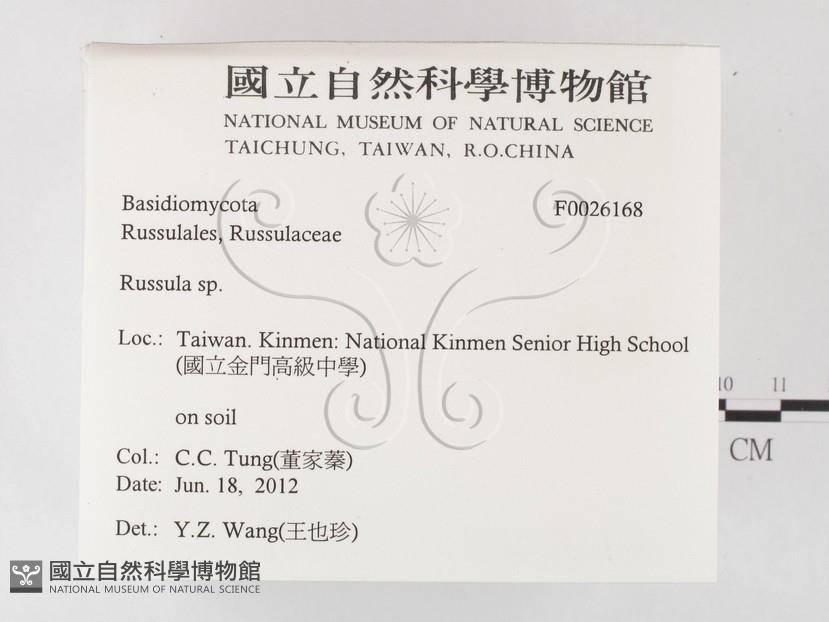 國立自然科學博物館
NATIONAL MUSEUM OF NATURAL SCIENCE
TAICHUNG, TAIWAN, R.O.CHINA
Basidiomycota F0026168
Russulales, Russulaceae
Russula sp.
Loc.: Taiwan. Kinmen: National Kinmen Senior High School
(國立金門高級中學)
on soil
10 11
CM
Col.: C.C. Tung(董家蓁)
Date: Jun. 18, 2012
Det.: Y.Z. Wang(王也珍)
國立自然科學博物館
NATIONAL MUSEUM OF NATURAL SCIENCE